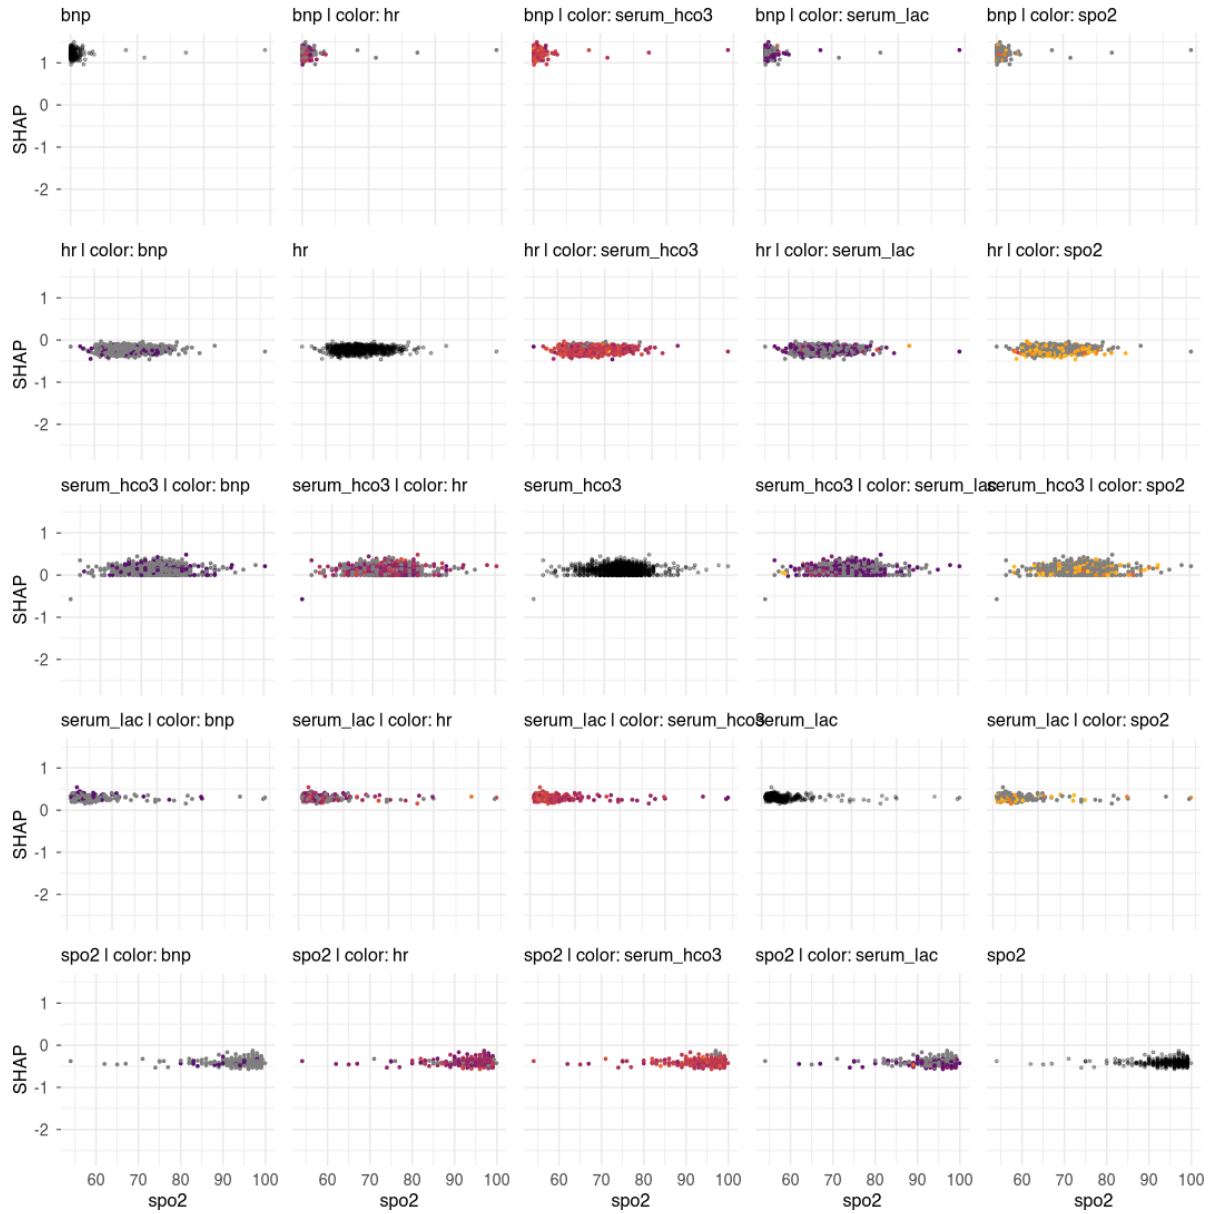 bnp
bnp | color: hr
bnp | color: serum_hco3
bnp | color: serum_lac
bnp | color: spo2
SHAP
1
0
-1
-2
hr | color: bnp
hr
hr | color: serum_hco3
hr | color: serum_lac
hr | color: spo2
SHAP
1
0
-1
-2
serum_hco3 | color: bnp
serum_hco3 | color: hr
serum_hco3
serum_hco3 | color: serum_lac
serum_hco3 | color: spo2
SHAP
1
0
-1
-2
serum_lac | color: bnp
serum_lac | color: hr
serum_lac | color: serum_hco3
serum_lac
serum_lac | color: spo2
SHAP
1
0
-1
-2
spo2 | color: bnp
spo2 | color: hr
spo2 | color: serum_hco3
spo2 | color: serum_lac
spo2
SHAP
1
0
-1
-2
60 70 80 90 100
60 70 80 90 100
60 70 80 90 100
60 70 80 90 100
60 70 80 90 100
spo2
spo2
spo2
spo2
spo2